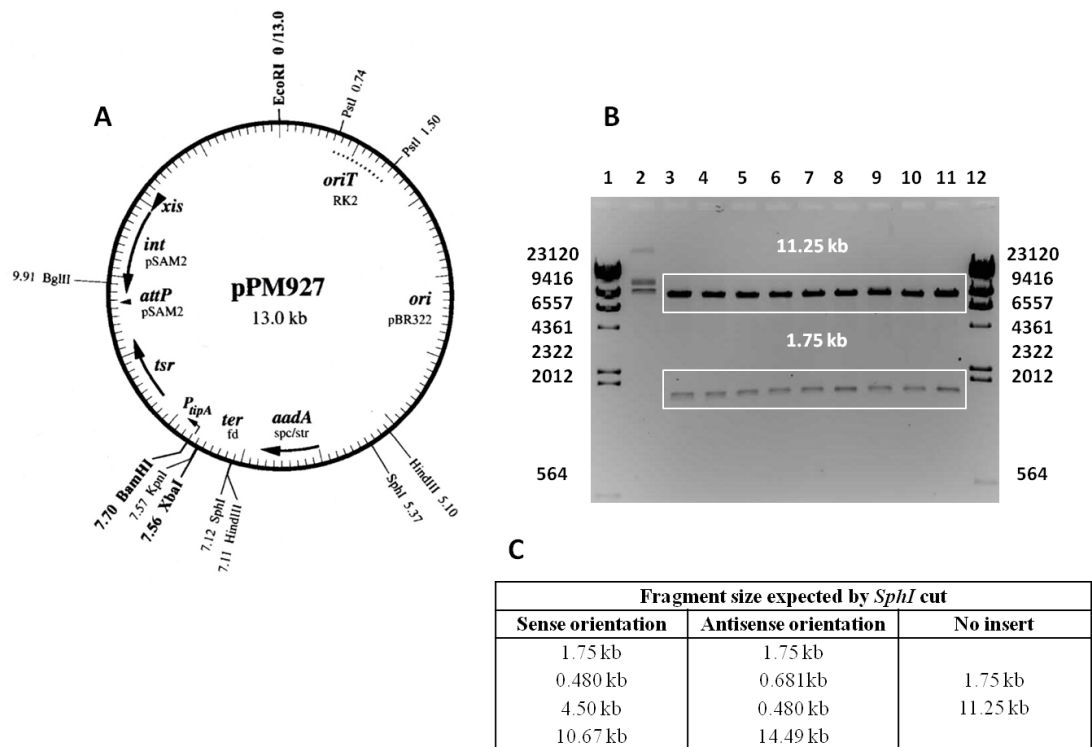 A
EcoRI 0/13.0
PstI 0.74
PstI 1.50
oriT
RK2
xis
int
pSAM2
9.91 BglII
attP
pSAM2
pPM927
13.0 kb
ori
pBR322
tsr
PtipA
ter
fd
aadA
spc/str
HindIII 5.10
SphI 5.37
7.11 HindIII
7.12 SphI
7.56 XbaI
7.57 KpnI
7.70 BamHI
B
1 2 3 4 5 6 7 8 9 10 11 12
23120
9416
6557
4361
2322
2012
564
11.25 kb
1.75 kb
23120
9416
6557
4361
2322
2012
564
C
Fragment size expected by SphI cut
Sense orientation Antisense orientation No insert
1.75 kb 1.75 kb
0.480 kb 0.681kb 1.75 kb
4.50 kb 0.480 kb 11.25 kb
10.67 kb 14.49 kb